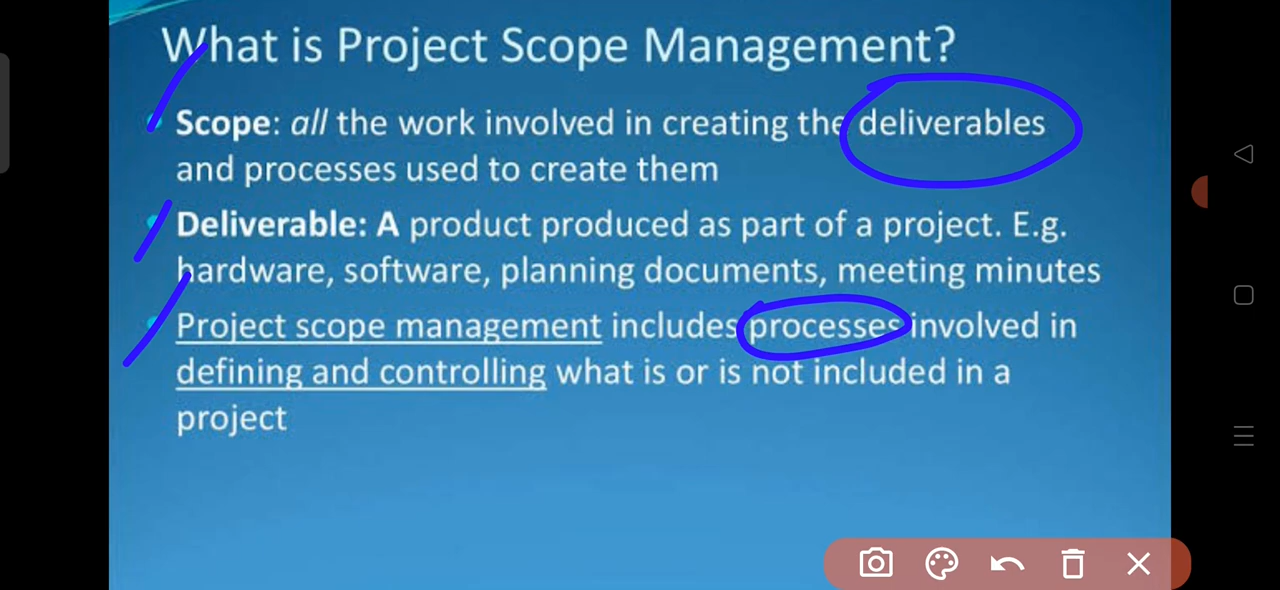 What is Project Scope Management?
Scope: all the work involved in creating the deliverables
and processes used to create them
Deliverable: A product produced as part of a project. E.g.
hardware, software, planning documents, meeting minutes
Project scope management includes processes involved in
defining and controlling what is or is not included in a
project